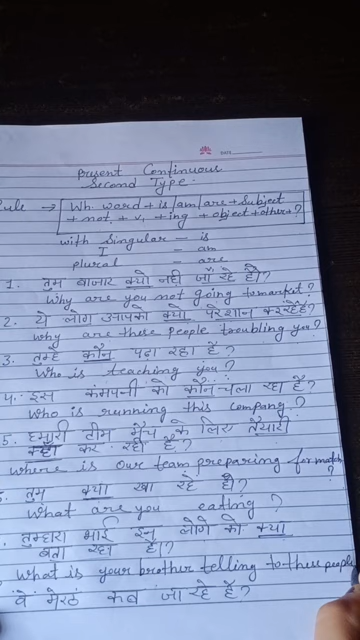 DATE
Present Continuous
Second Type
Rule → Wh. word + is/am/are + Subject
+ not + v₁ + ing + object + other + ?
with Singular – is
I – am
plural – are
1. तुम बाजार क्यो नही जा रहे हो?
Why are you not going to market?
2. ये लोग आपको क्यो परेशान कर रहे है?
Why are these people troubling you?
3. तुम्हे कौन पढा रहा है?
Who is teaching you?
4. इस कंमपनी को कौन चला रहा है?
Who is running this company?
5. हमारी टीम मैच के लिए तैयारी
कहाँ कर रही है?
where is our team preparing for match
?
तुम क्या खा रहे हो?
What are you eating?
तुम्हारा भाई इन लोगो को क्या
बता रहा है?
What is your brother telling to these people
वे मेरठ कब जा रहे है?